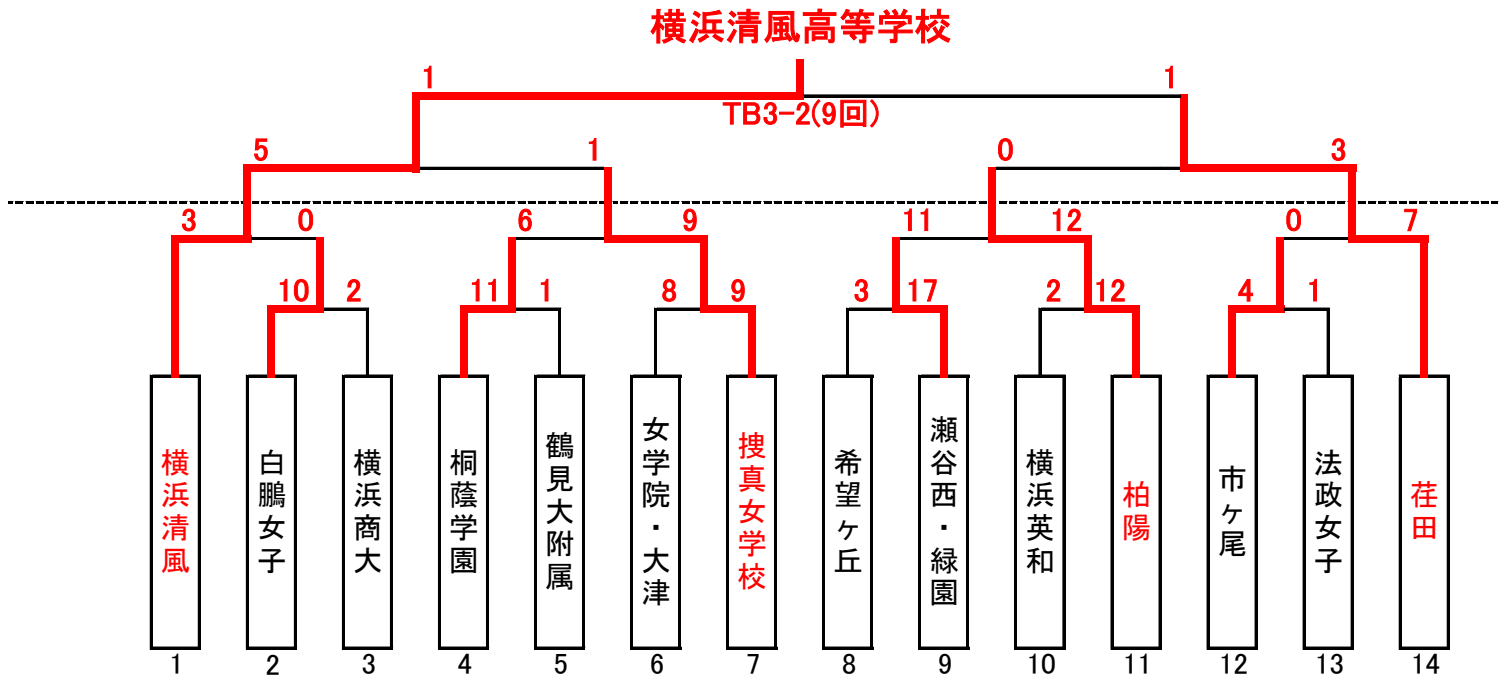 横浜清風高等学校
1 1
TB3-2(9回)
5 1 0 3
3 0 6 9 11 12 0 7
10 2 11 1 8 9 3 17 2 12 4 1
横浜清風
白鵬女子
横浜商大
桐蔭学園
鶴見大附属
女学院・大津
捜真女学校
希望ヶ丘
瀬谷西・緑園
横浜英和
柏陽
市ヶ尾
法政女子
荏田
1 2 3 4 5 6 7 8 9 10 11 12 13 14